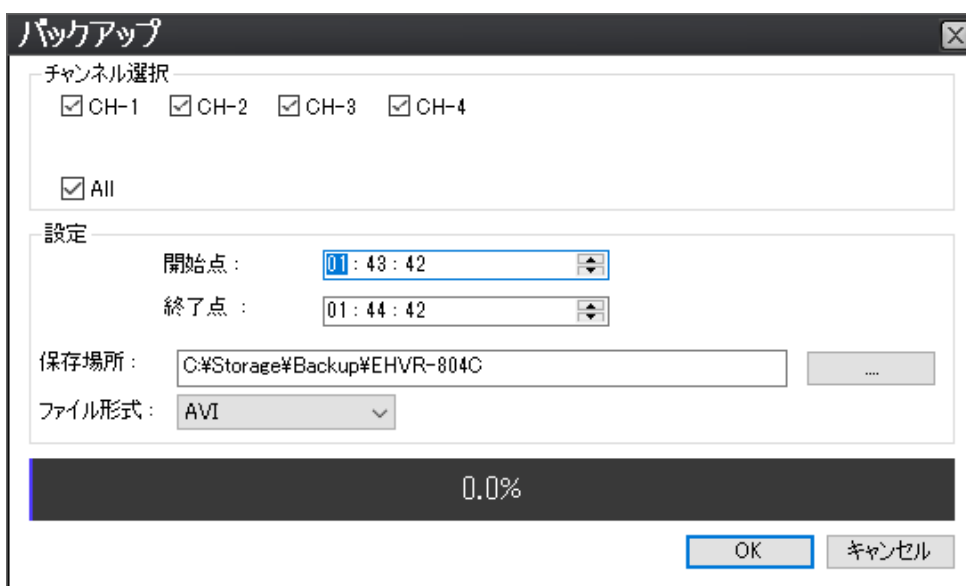 バックアップ
チャンネル選択
CH-1 CH-2 CH-3 CH-4
All
設定
開始点： 01：43：42
終了点 ： 01：44：42
保存場所： C:¥Storage¥Backup¥EHVR-804C ....
ファイル形式： AVI
0.0%
OK キャンセル